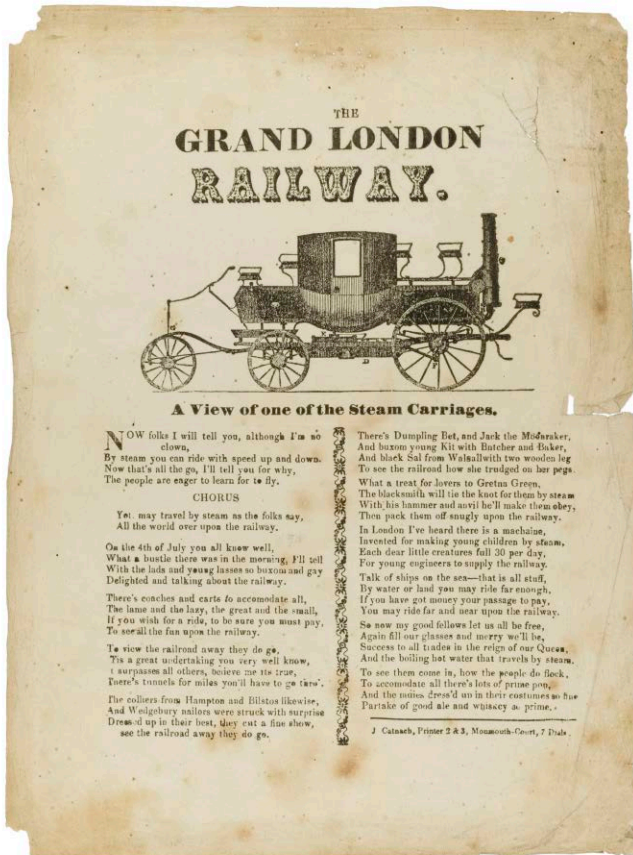 THE
GRAND LONDON
RAILWAY.
A View of one of the Steam Carriages.
NOW folks I will tell you, although I'm no
clown,
By steam you can ride with speed up and down.
Now that's all the go, I'll tell you for why,
The people are eager to learn for to fly.
CHORUS
You may travel by steam as the folks say,
All the world over upon the railway.
On the 4th of July you all know well,
What a bustle there was in the morning, I'll tell
With the lads and young lasses so buxom and gay
Delighted and talking about the railway.
There's coaches and carts to accomodate all,
The lame and the lazy, the great and the small,
If you wish for a ride, to be sure you must pay,
To see all the fun upon the railway.
To view the railroad away they do go,
'Tis a great undertaking you very well know,
t surpasses all others, believe me its true,
There's tunnels for miles you'll have to go thro'.
The colliers from Hampton and Bilston likewise,
And Wedgebury nailors were struck with surprise
Dressed up in their best, they cut a fine show,
see the railroad away they do go.
There's Dumpling Bet, and Jack the
And buxom young Kit with Butcher and Baker,
And black Sal from Walsall with two wooden leg
To see the railroad how she trudged on her pegs.
What a treat for lovers to Gretna Green,
The blacksmith will tie the knot for them by steam
With his hammer and anvil he'll make them obey,
Then pack them off snugly upon the railway.
In London I've heard there is a machaine,
Invented for making young children by steam,
Each dear little creatures full 30 per day,
For young engineers to supply the railway.
Talk of ships on the sea—that is all stuff,
By water or land you may ride far enough,
If you have got money your passage to pay,
You may ride far and near upon the railway.
So now my good fellows let us all be free,
Again fill our glasses and merry we'll be,
Success to all trades in the reign of our Queen,
And the boiling hot water that travels by steam.
To see them come in, how the people do flock,
To accomodate all there's lots of prime
And the ladies dress'd up in their costumes so fine
Partake of good ale and whiskey as prime.
J Catnach, Printer 2 & 3, Monmouth-Court, 7 Dials.